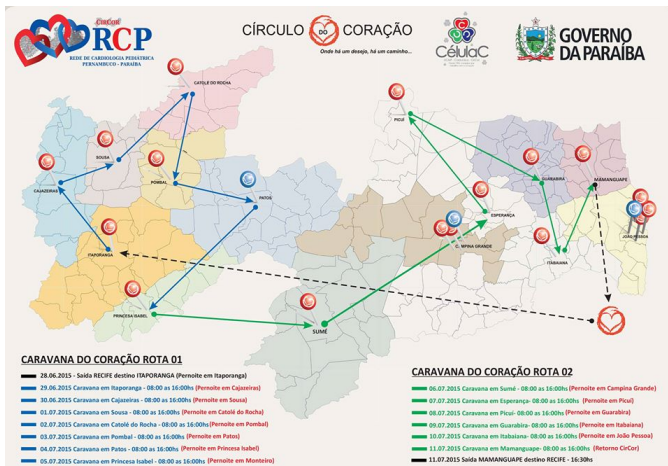 CirCor
RCP
REDE DE CARDIOLOGIA PEDIÁTRICA
PERNAMBUCO - PARAÍBA
CÍRCULO DO CORAÇÃO
Onde há um desejo, há um caminho...
CélulaC
GOVERNO
DA PARAÍBA
CATOLÉ DO ROCHA
PICUÍ
SOUSA
CAJAZEIRAS
POMBAL
PATOS
GUARABIRA
MAMANGUAPE
ESPERANÇA
JOÃO PESSOA
C. MPINA GRANDE
ITABAIANA
ITAPORANGA
PRINCESA ISABEL
SUMÉ
CARAVANA DO CORAÇÃO ROTA 01
28.06.2015 - Saída RECIFE destino ITAPORANGA (Pernoite em Itaporanga)
29.06.2015 Caravana em Itaporanga - 08:00 as 16:00hs (Pernoite em Cajazeiras)
30.06.2015 Caravana em Cajazeiras - 08:00 as 16:00hs (Pernoite em Sousa)
01.07.2015 Caravana em Sousa - 08:00 as 16:00hs (Pernoite em Catolé do Rocha)
02.07.2015 Caravana em Catolé do Rocha - 08:00 as 16:00hs (Pernoite em Pombal)
03.07.2015 Caravana em Pombal - 08:00 as 16:00hs (Pernoite em Patos)
04.07.2015 Caravana em Patos - 08:00 as 16:00hs (Pernoite em Princesa Isabel)
05.07.2015 Caravana em Princesa Isabel - 08:00 as 16:00hs (Pernoite em Monteiro)
CARAVANA DO CORAÇÃO ROTA 02
06.07.2015 Caravana em Sumé - 08:00 as 16:00hs (Pernoite em Campina Grande)
07.07.2015 Caravana em Esperança- 08:00 as 16:00hs (Pernoite em Picuí)
08.07.2015 Caravana em Picuí- 08:00 as 16:00hs (Pernoite em Guarabira)
09.07.2015 Caravana em Guarabira- 08:00 as 16:00hs (Pernoite em Itabaiana)
10.07.2015 Caravana em Itabaiana- 08:00 as 16:00hs (Pernoite em João Pessoa)
11.07.2015 Caravana em Mamanguape- 08:00 as 16:00hs (Retorno CirCor)
11.07.2015 Saída MAMANGUAPE destino RECIFE - 16:30hs